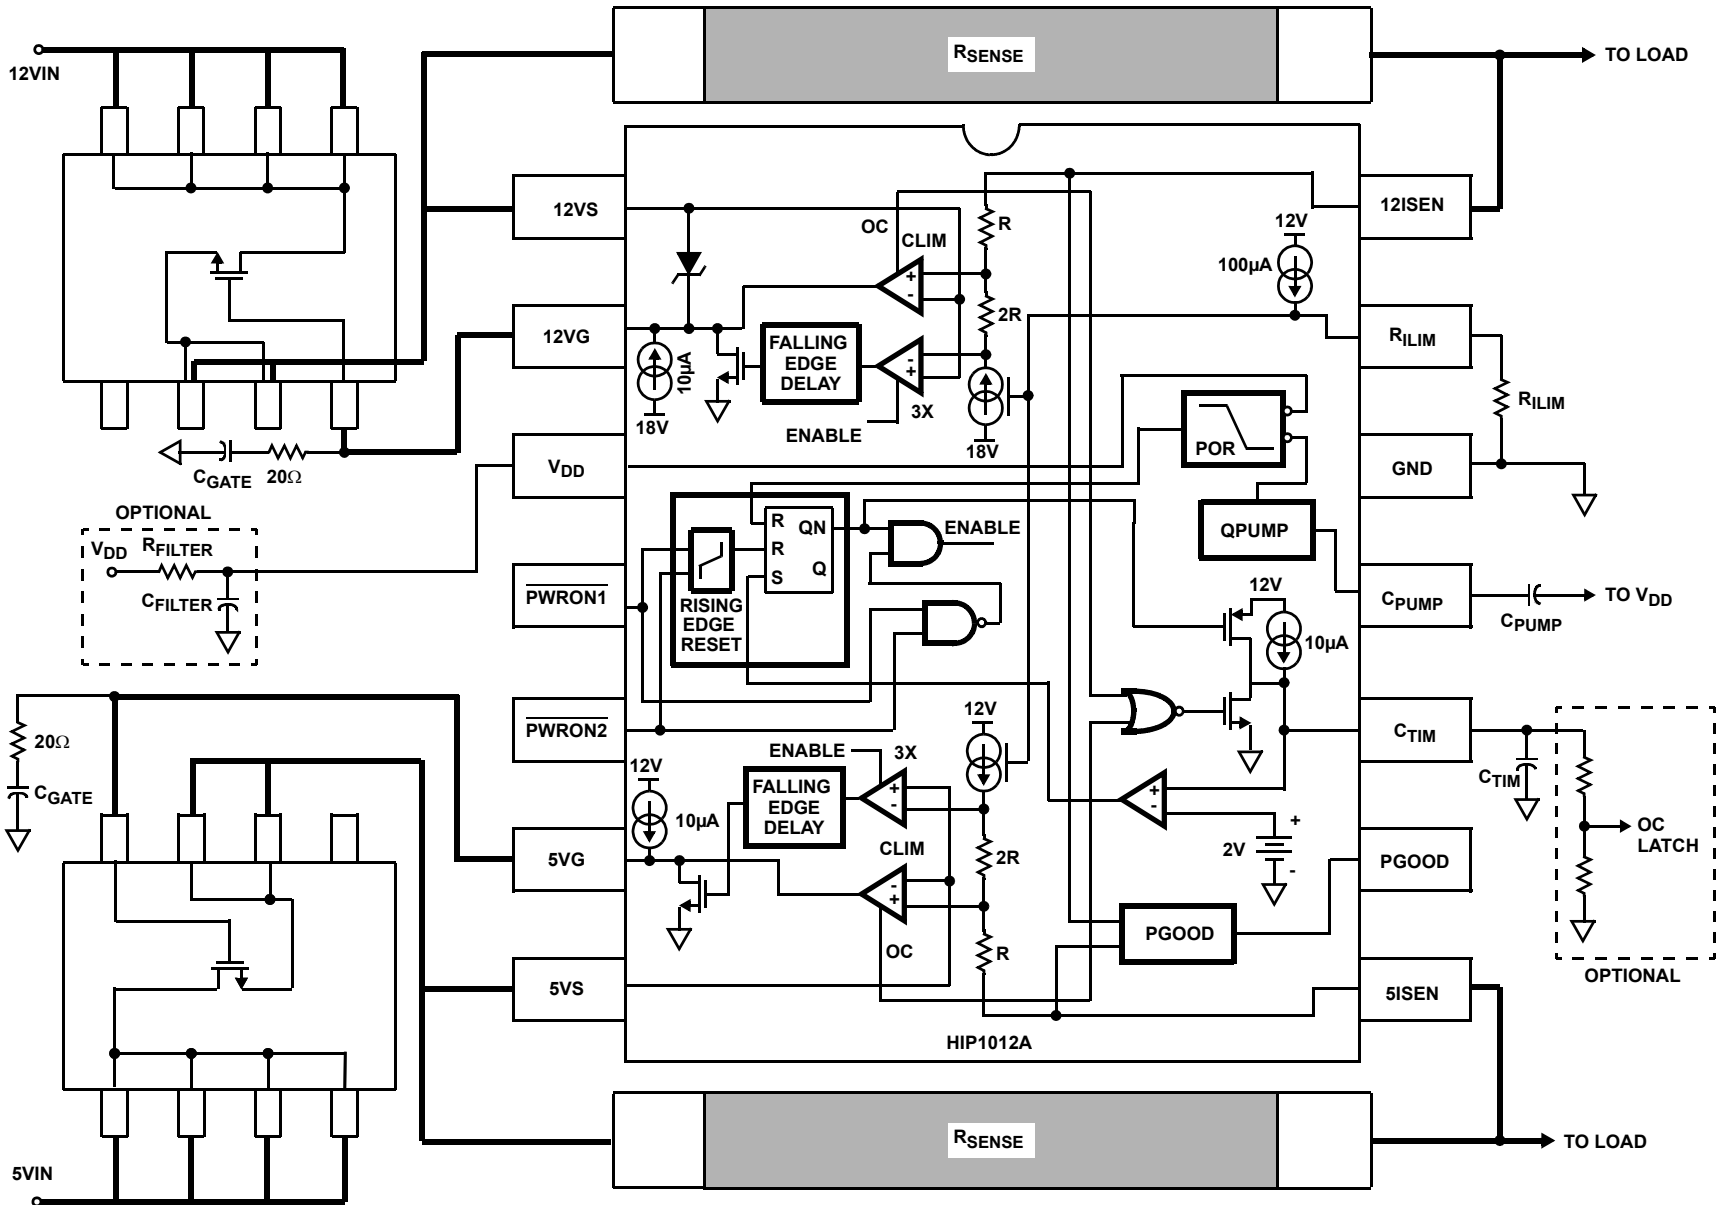 12VIN
RSENSE
TO LOAD
12VS
12ISEN
OC
CLIM
R
12V
100µA
2R
12VG
RILIM
10µA
FALLING
EDGE
DELAY
-
+
+
-
3X
18V
ENABLE
18V
RILIM
POR
CGATE
20Ω
VDD
GND
OPTIONAL
VDD
RFILTER
CFILTER
R
QN
R
S
Q
ENABLE
QPUMP
PWRON1
RISING
EDGE
RESET
12V
10µA
CPUMP
CPUMP
TO VDD
PWRON2
12V
CTIM
CTIM
20Ω
CGATE
ENABLE
3X
12V
10µA
FALLING
EDGE
DELAY
+
-
+
-
2V
+
-
OC
LATCH
5VG
CLIM
-
+
2R
PGOOD
PGOOD
OC
R
OPTIONAL
5VS
5ISEN
HIP1012A
RSENSE
TO LOAD
5VIN